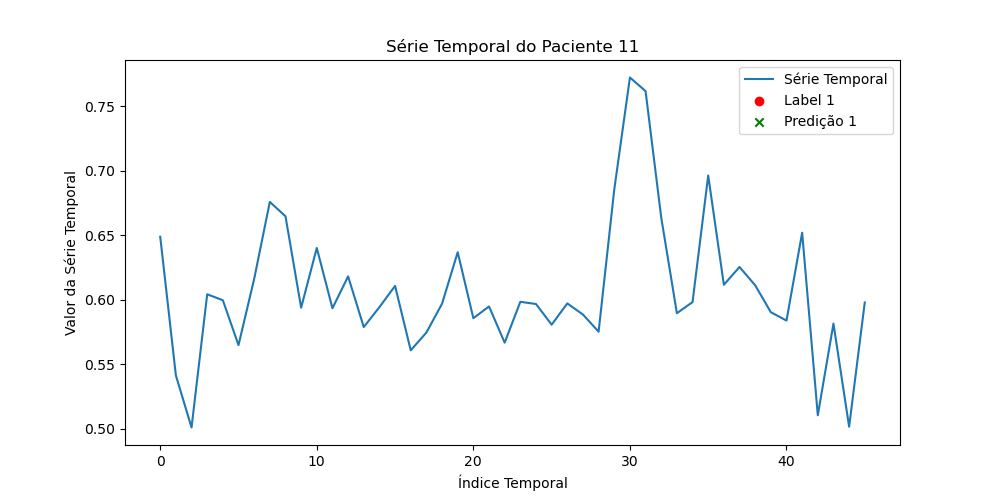 Série Temporal do Paciente 11
Série Temporal
Label 1
Predição 1
Valor da Série Temporal
0.75
0.70
0.65
0.60
0.55
0.50
0 10 20 30 40
Índice Temporal